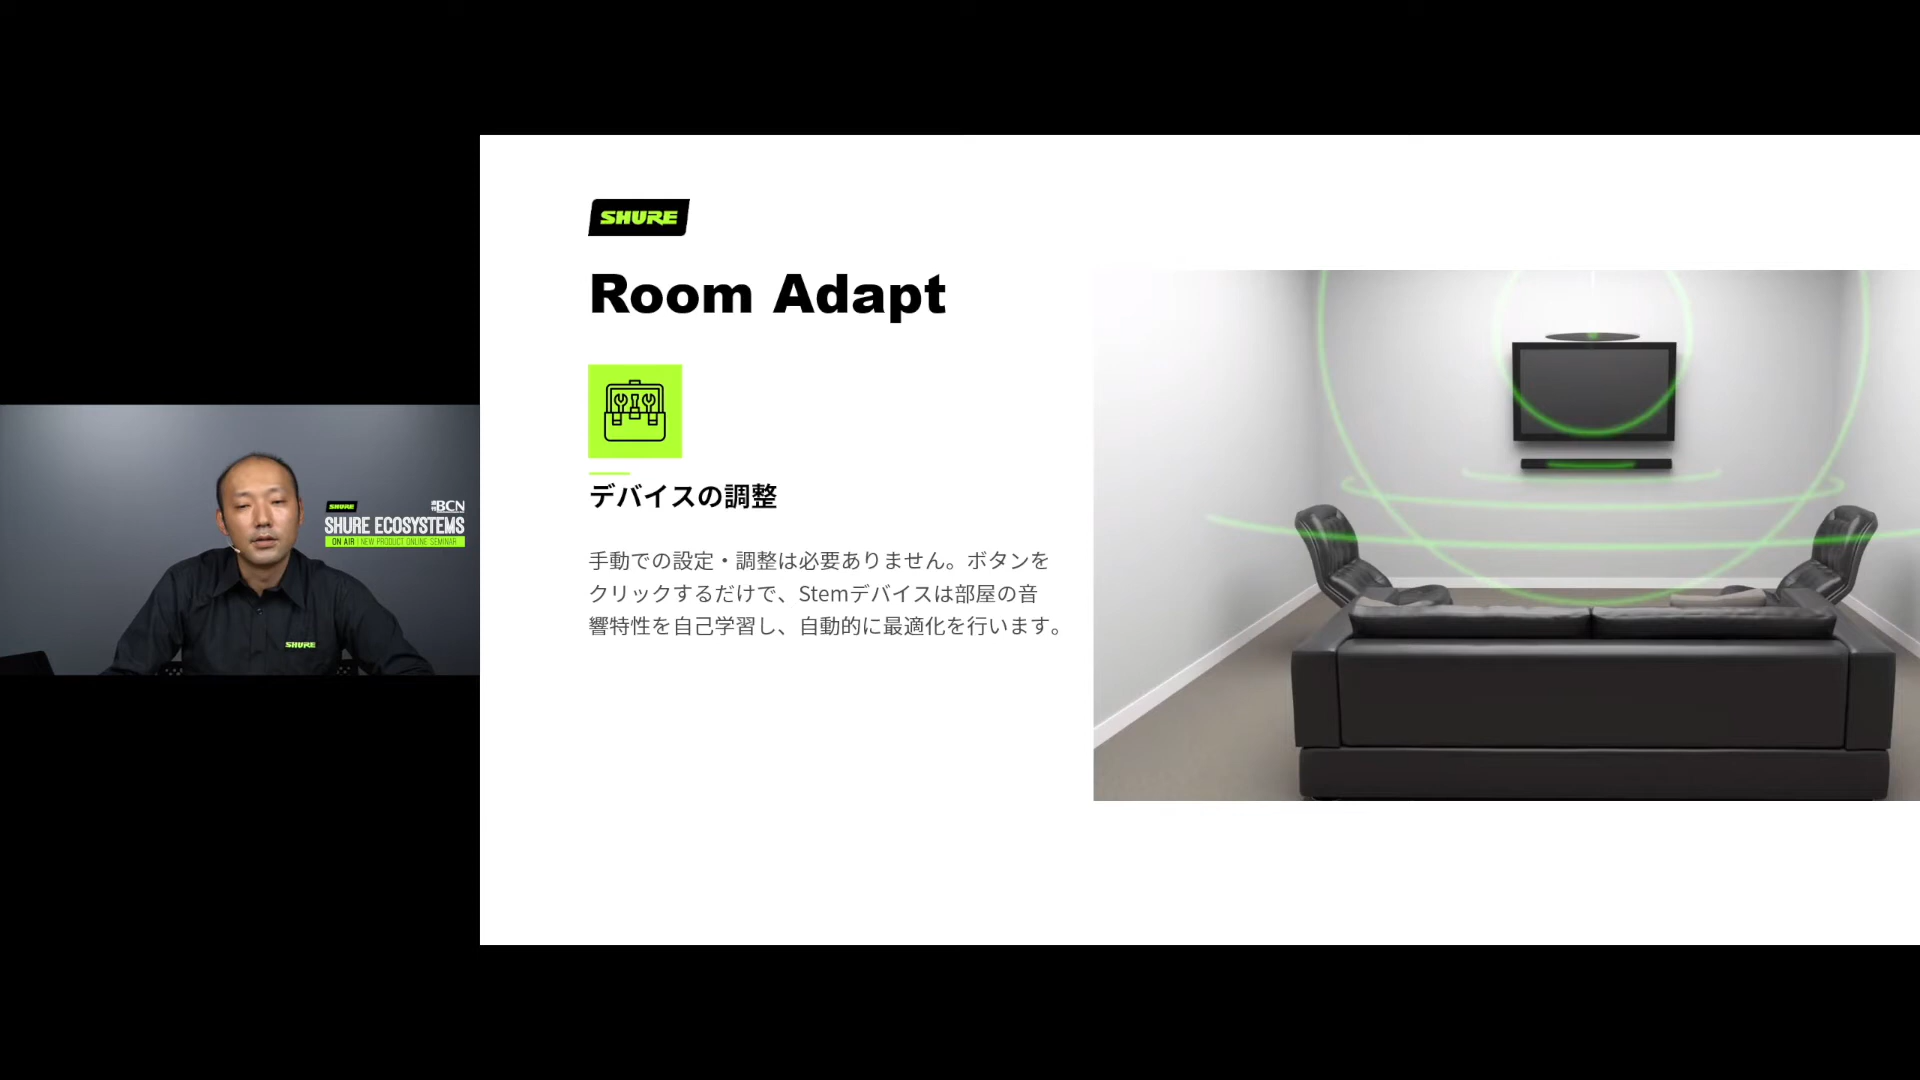 SHURE
Room Adapt
デバイスの調整
手動での設定・調整は必要ありません。ボタンを
クリックするだけで、Stemデバイスは部屋の音
響特性を自己学習し、自動的に最適化を行います。
SHURE
BCN
SHURE ECOSYSTEMS
ON AIR | NEW PRODUCT ONLINE SEMINAR
SHURE